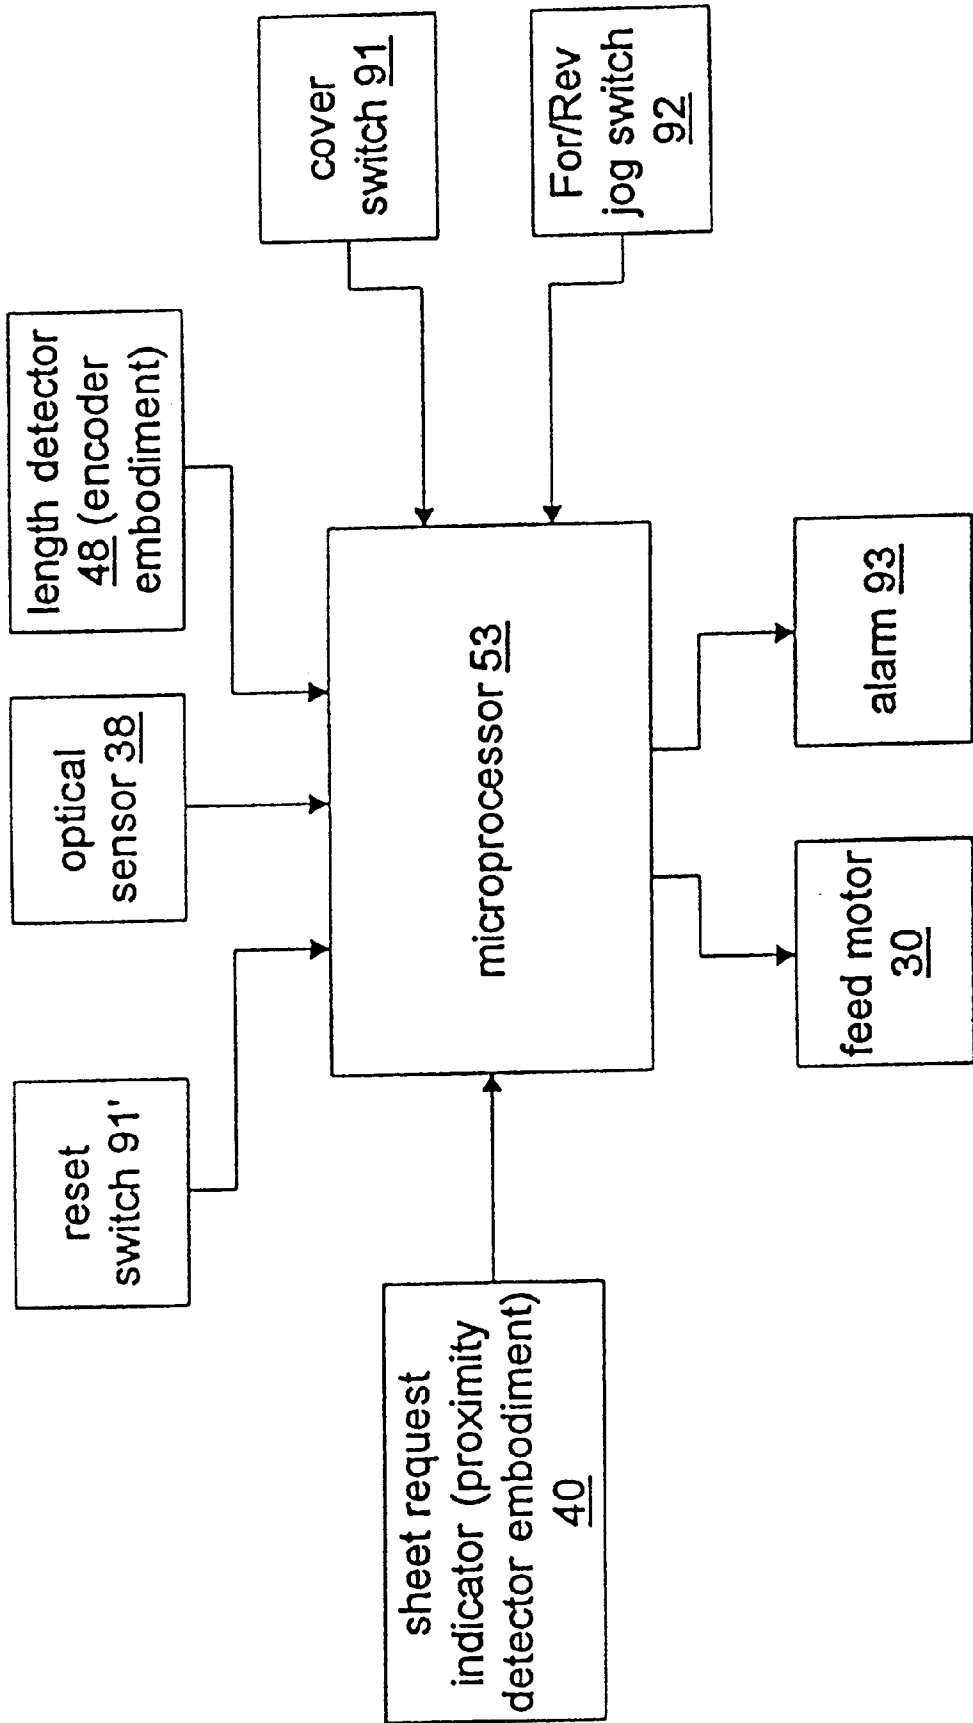 reset
switch 91'
optical
sensor 38
length detector
48 (encoder
embodiment)
sheet request
indicator (proximity
detector embodiment)
40
microprocessor 53
cover
switch 91
For/Rev
jog switch
92
feed motor
30
alarm 93